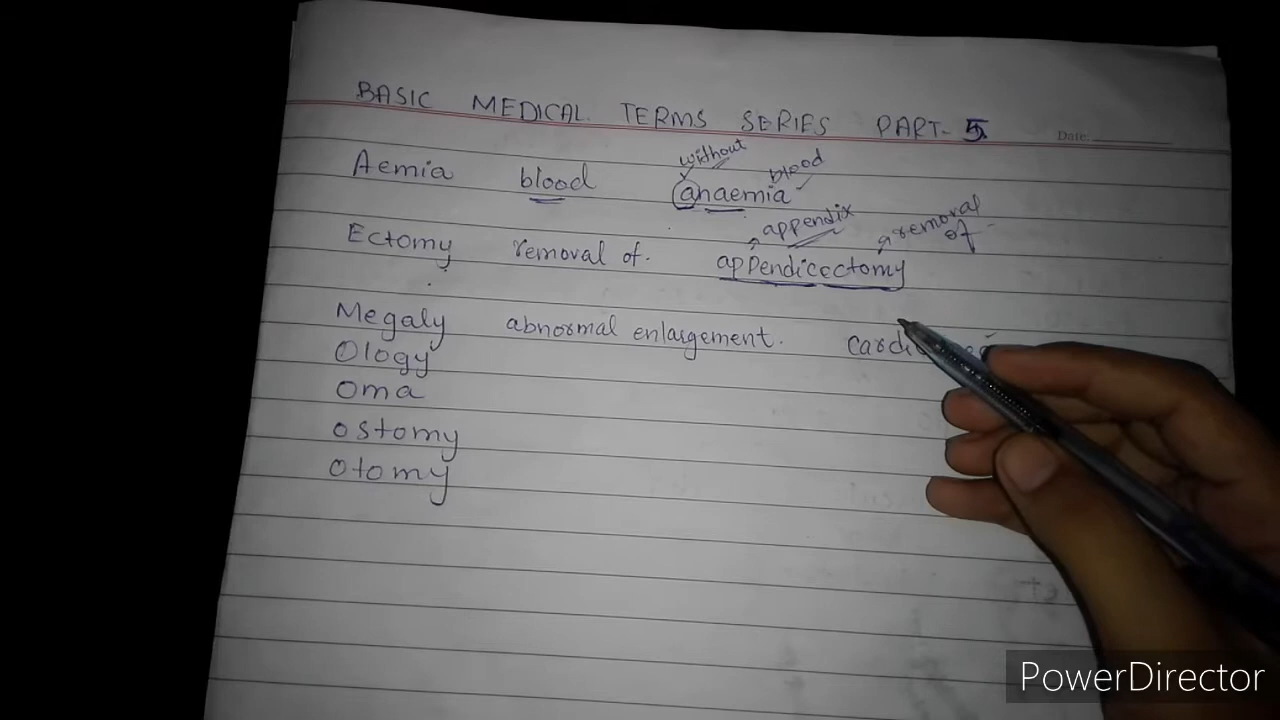 BASIC MEDICAL TERMS SERIES PART- 5
Date:
without blood
Aemia blood anaemia
appendix removal of
Ectomy removal of. appendicectomy
Megaly abnormal enlargement.
Ology
Oma
ostomy
otomy
PowerDirector